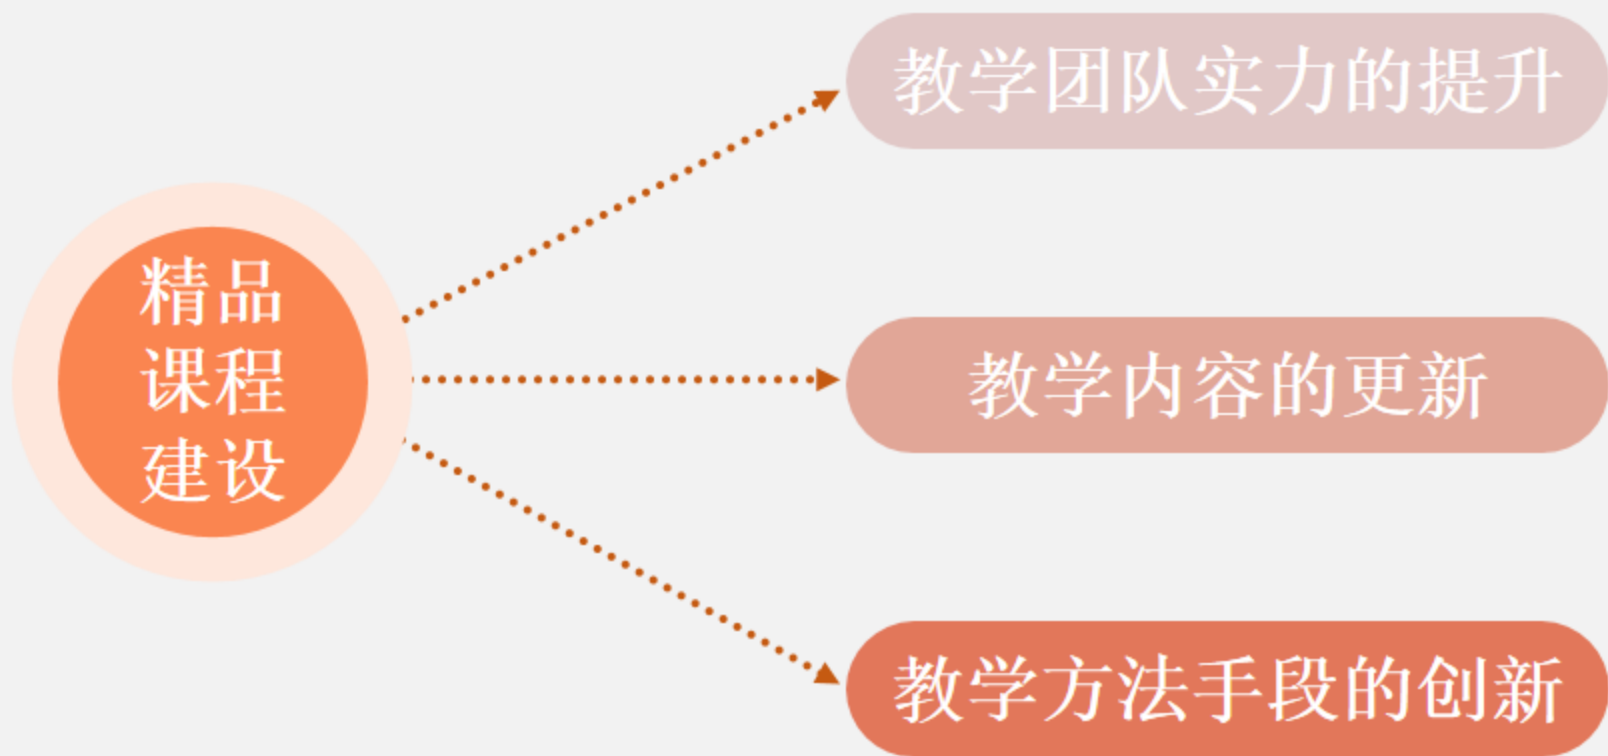 精品
课程
建设
教学团队实力的提升
教学内容的更新
教学方法手段的创新